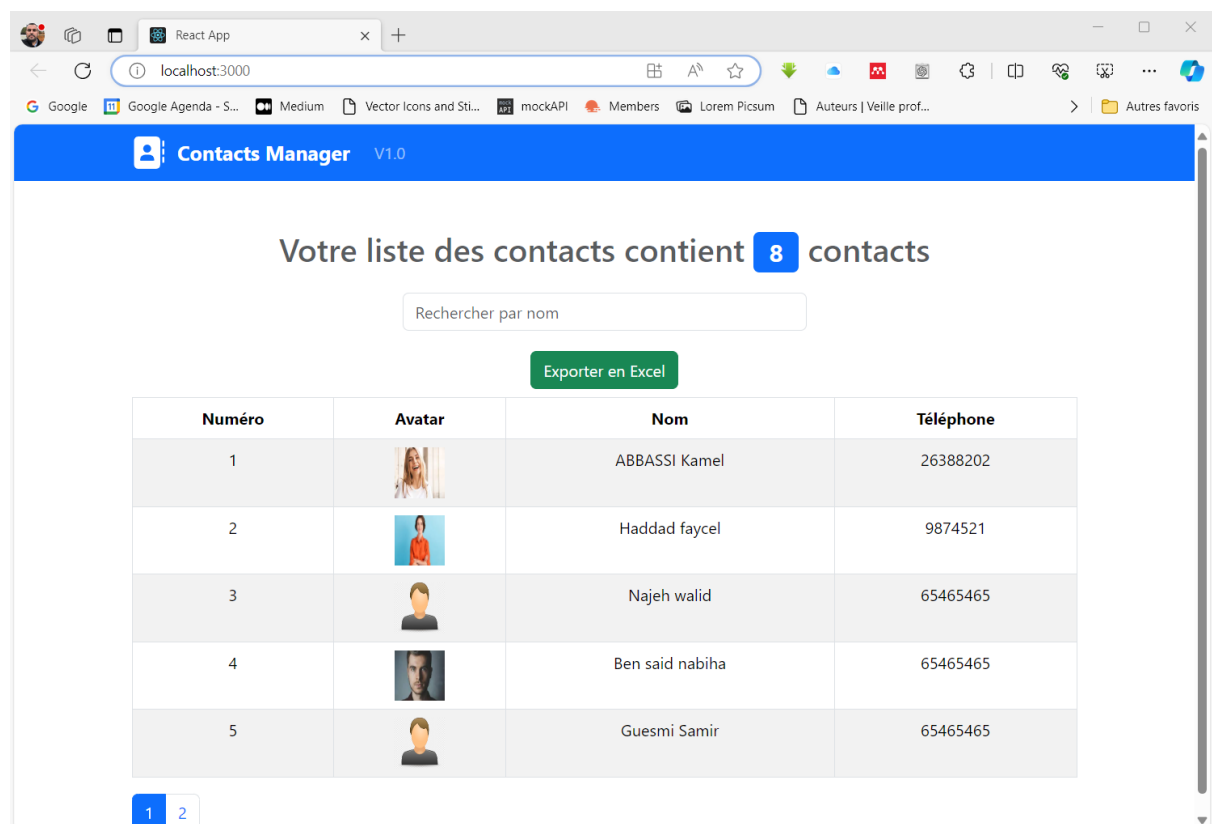 React App
localhost:3000
Google Google Agenda - S... Medium Vector Icons and Sti... mockAPI Members Lorem Picsum Auteurs | Veille prof... Autres favoris
Contacts Manager V1.0
Votre liste des contacts contient 8 contacts
Rechercher par nom
Exporter en Excel
Numéro Avatar Nom Téléphone
1 ABBASSI Kamel 26388202
2 Haddad faycel 9874521
3 Najeh walid 65465465
4 Ben said nabiha 65465465
5 Guesmi Samir 65465465
1 2